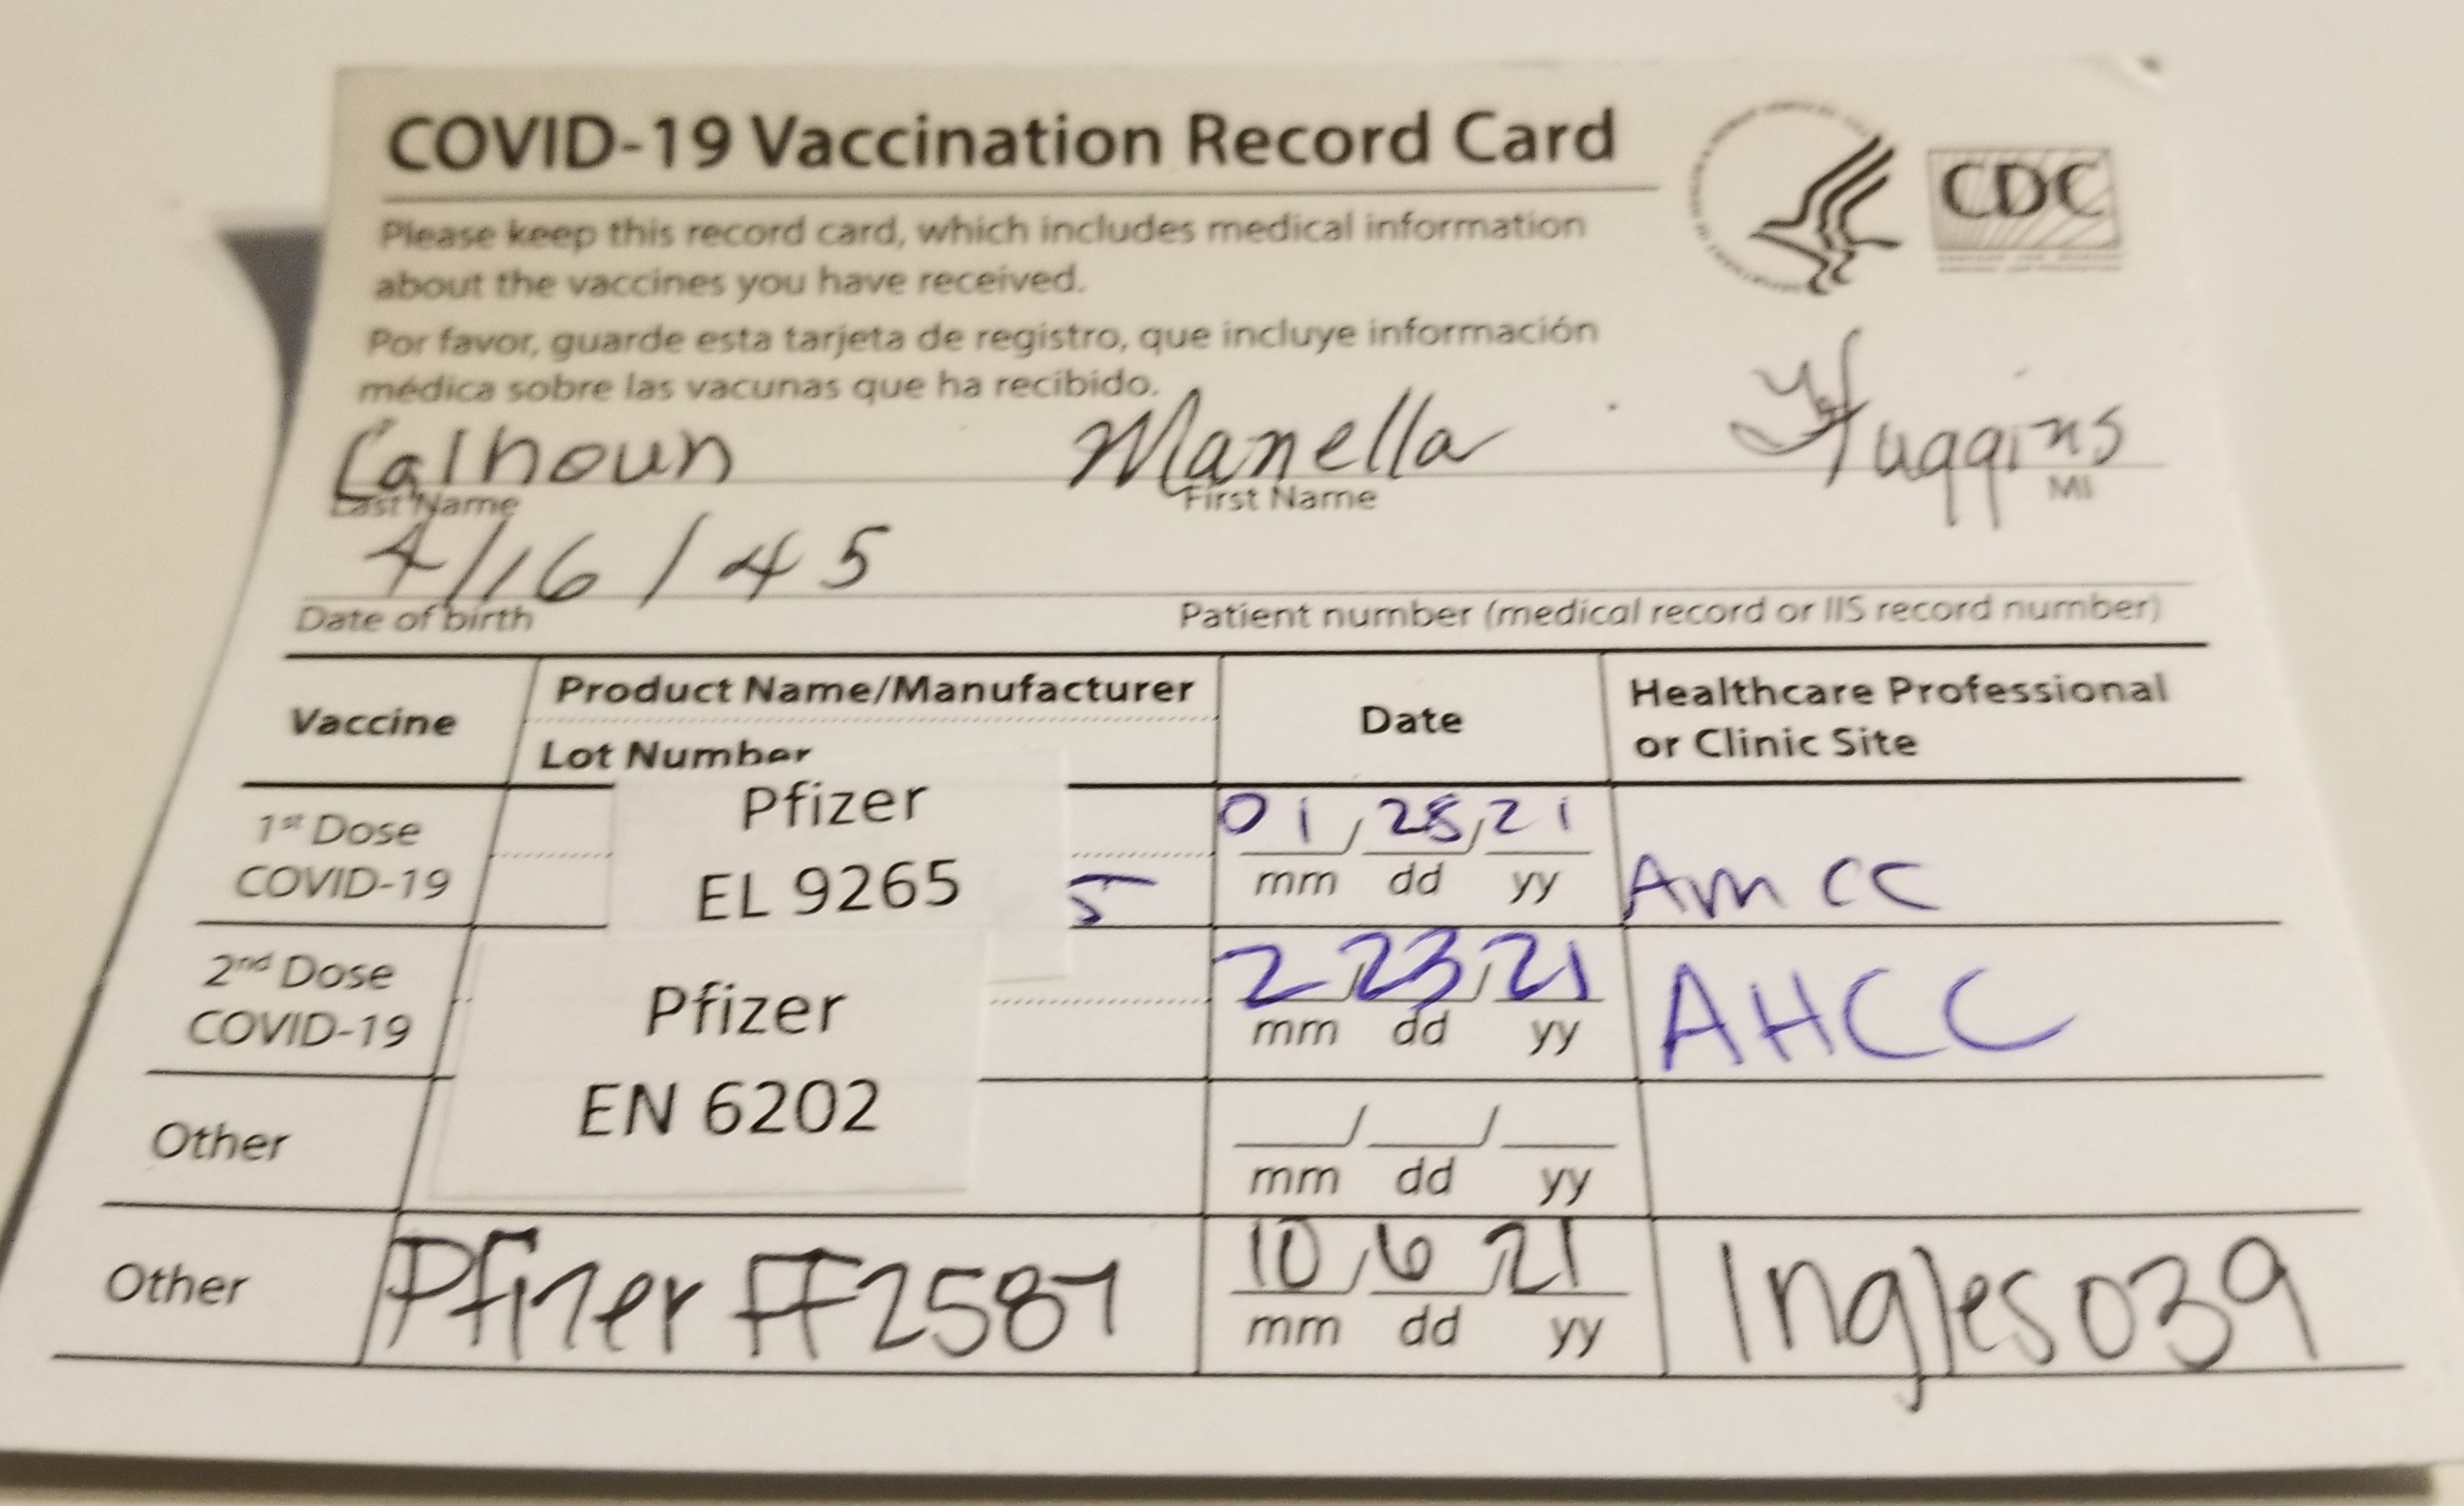 COVID-19 Vaccination Record Card
CDC
Please keep this record card, which includes medical information
about the vaccines you have received.
Por favor, guarde esta tarjeta de registro, que incluye información
médica sobre las vacunas que ha recibido.
Calhoun Manella Huggins
Last Name First Name MI
4/16/45
Date of birth Patient number (medical record or IIS record number)
Vaccine Product Name/Manufacturer Date Healthcare Professional
Lot Number or Clinic Site
1st Dose Pfizer 01/28/21
COVID-19 EL 9265 5 mm dd yy Am CC
2nd Dose Pfizer 2/23/21 AHCC
COVID-19 mm dd yy
EN 6202
Other / /
mm dd yy
Other Pfizer FF2587 10/6/21 Ingles 039
mm dd yy